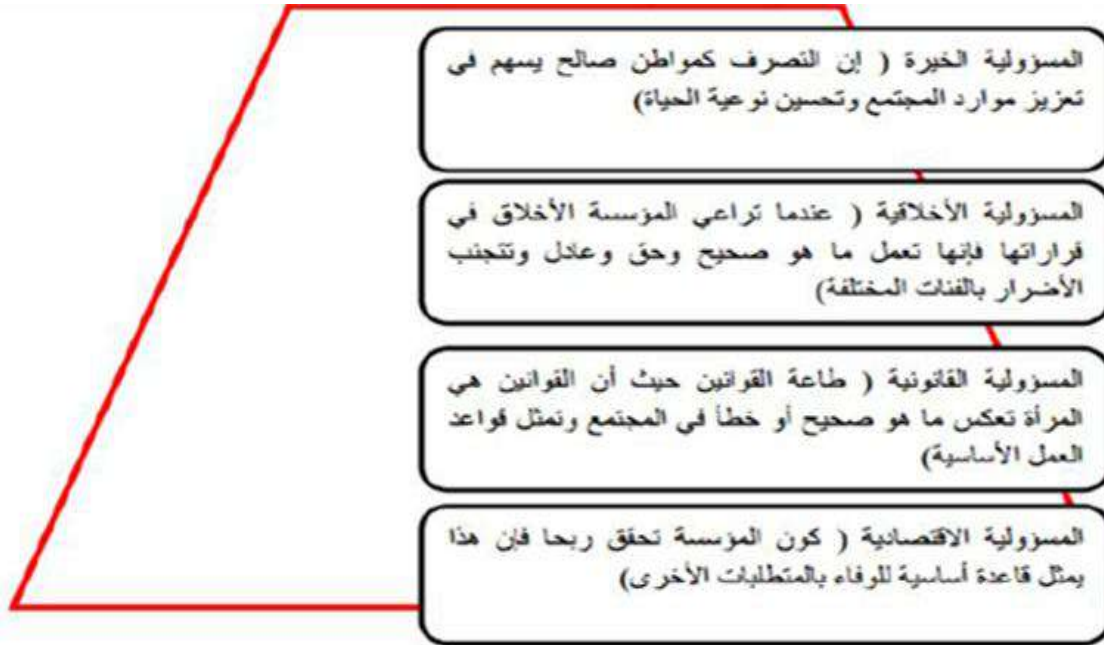 المسؤولية الخيرة ( إن التصرف كمواطن صالح يسهم في
تعزيز موارد المجتمع وتحسين نوعية الحياة)
المسؤولية الأخلاقية ( عندما تراعي المؤسسة الأخلاق في
قراراتها فإنها تعمل ما هو صحيح وحق وعادل وتتجنب
الأضرار بالفئات المختلفة)
المسؤولية القانونية ( طاعة القوانين حيث أن القوانين هي
المرأة تعكس ما هو صحيح أو خطأ في المجتمع وتمثل قواعد
العمل الأساسية)
المسؤولية الاقتصادية ( كون المؤسسة تحقق ربحا فإن هذا
يمثل قاعدة أساسية للوفاء بالمتطلبات الأخرى)